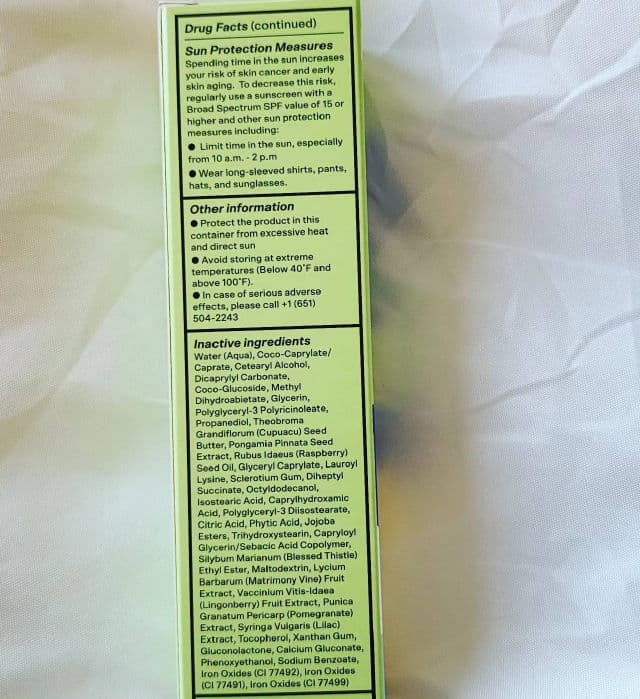 Drug Facts (continued)
Sun Protection Measures
Spending time in the sun increases
your risk of skin cancer and early
skin aging. To decrease this risk,
regularly use a sunscreen with a
Broad Spectrum SPF value of 15 or
higher and other sun protection
measures including:
● Limit time in the sun, especially
from 10 a.m. - 2 p.m
● Wear long-sleeved shirts, pants,
hats, and sunglasses.
Other information
● Protect the product in this
container from excessive heat
and direct sun
● Avoid storing at extreme
temperatures (Below 40°F and
above 100°F).
● In case of serious adverse
effects, please call +1 (651)
504-2243
Inactive ingredients
Water (Aqua), Coco-Caprylate/
Caprate, Cetearyl Alcohol,
Dicaprylyl Carbonate,
Coco-Glucoside, Methyl
Dihydroabietate, Glycerin,
Polyglyceryl-3 Polyricinoleate,
Propanediol, Theobroma
Grandiflorum (Cupuacu) Seed
Butter, Pongamia Pinnata Seed
Extract, Rubus Idaeus (Raspberry)
Seed Oil, Glyceryl Caprylate, Lauroyl
Lysine, Sclerotium Gum, Diheptyl
Succinate, Octyldodecanol,
Isostearic Acid, Caprylhydroxamic
Acid, Polyglyceryl-3 Diisostearate,
Citric Acid, Phytic Acid, Jojoba
Esters, Trihydroxystearin, Capryloyl
Glycerin/Sebacic Acid Copolymer,
Silybum Marianum (Blessed Thistle)
Ethyl Ester, Maltodextrin, Lycium
Barbarum (Matrimony Vine) Fruit
Extract, Vaccinium Vitis-Idaea
(Lingonberry) Fruit Extract, Punica
Granatum Pericarp (Pomegranate)
Extract, Syringa Vulgaris (Lilac)
Extract, Tocopherol, Xanthan Gum,
Gluconolactone, Calcium Gluconate,
Phenoxyethanol, Sodium Benzoate,
Iron Oxides (CI 77492), Iron Oxides
(CI 77491), Iron Oxides (CI 77499)